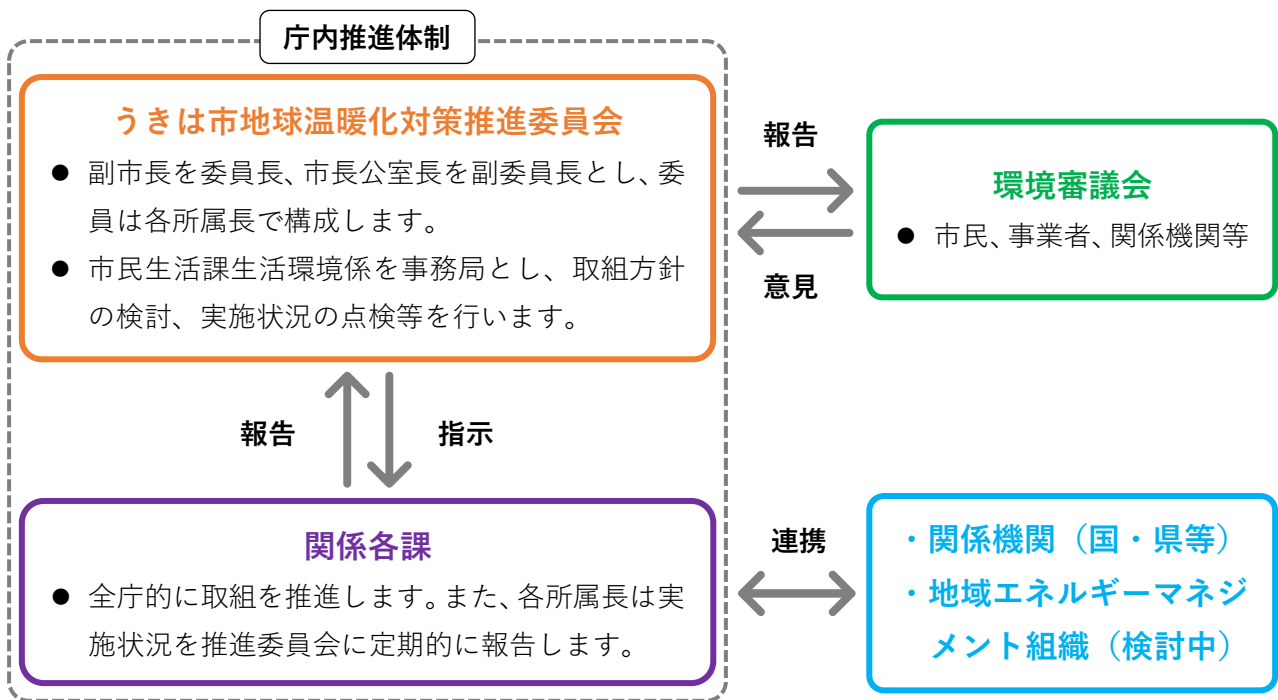 庁内推進体制
うきは市地球温暖化対策推進委員会
● 副市長を委員長、市長公室長を副委員長とし、委
員は各所属長で構成します。
● 市民生活課生活環境係を事務局とし、取組方針
の検討、実施状況の点検等を行います。
報告
意見
環境審議会
● 市民、事業者、関係機関等
報告
指示
関係各課
● 全庁的に取組を推進します。また、各所属長は実
施状況を推進委員会に定期的に報告します。
連携
・関係機関（国・県等）
・地域エネルギーマネジ
メント組織（検討中）